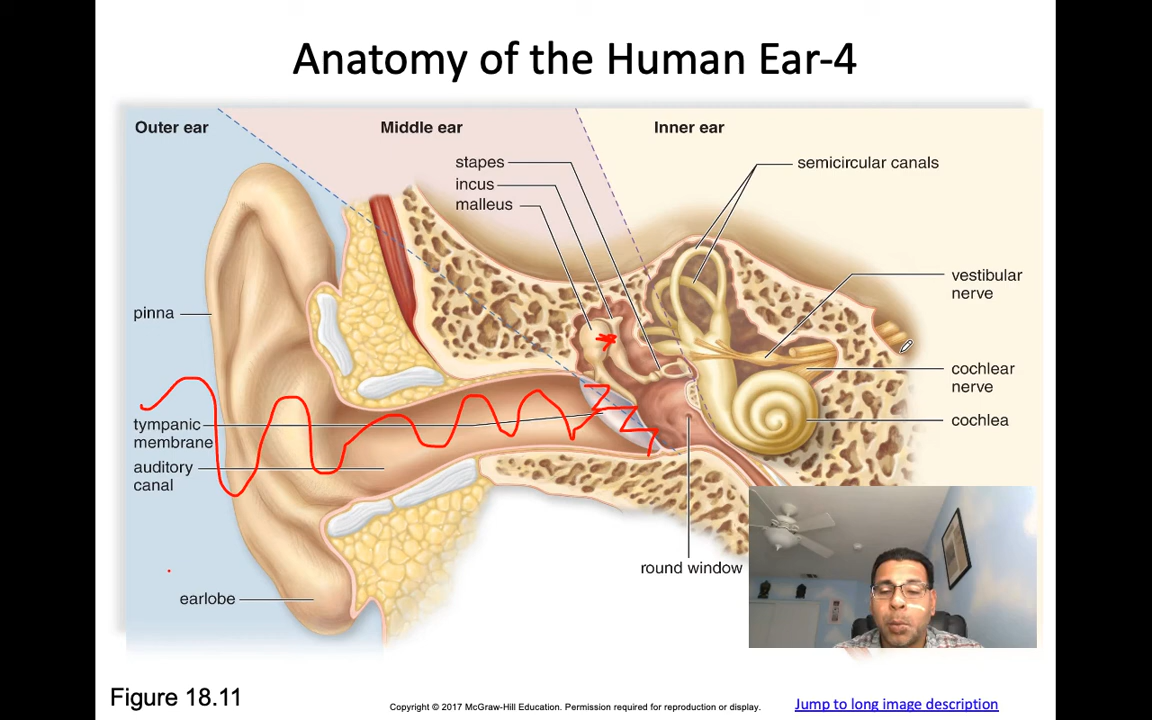 Anatomy of the Human Ear-4
Outer ear
Middle ear
Inner ear
stapes
incus
malleus
semicircular canals
vestibular
nerve
pinna
cochlear
nerve
tympanic
membrane
cochlea
auditory
canal
round window
earlobe
Figure 18.11
Copyright © 2017 McGraw-Hill Education. Permission required for reproduction or display.
Jump to long image description